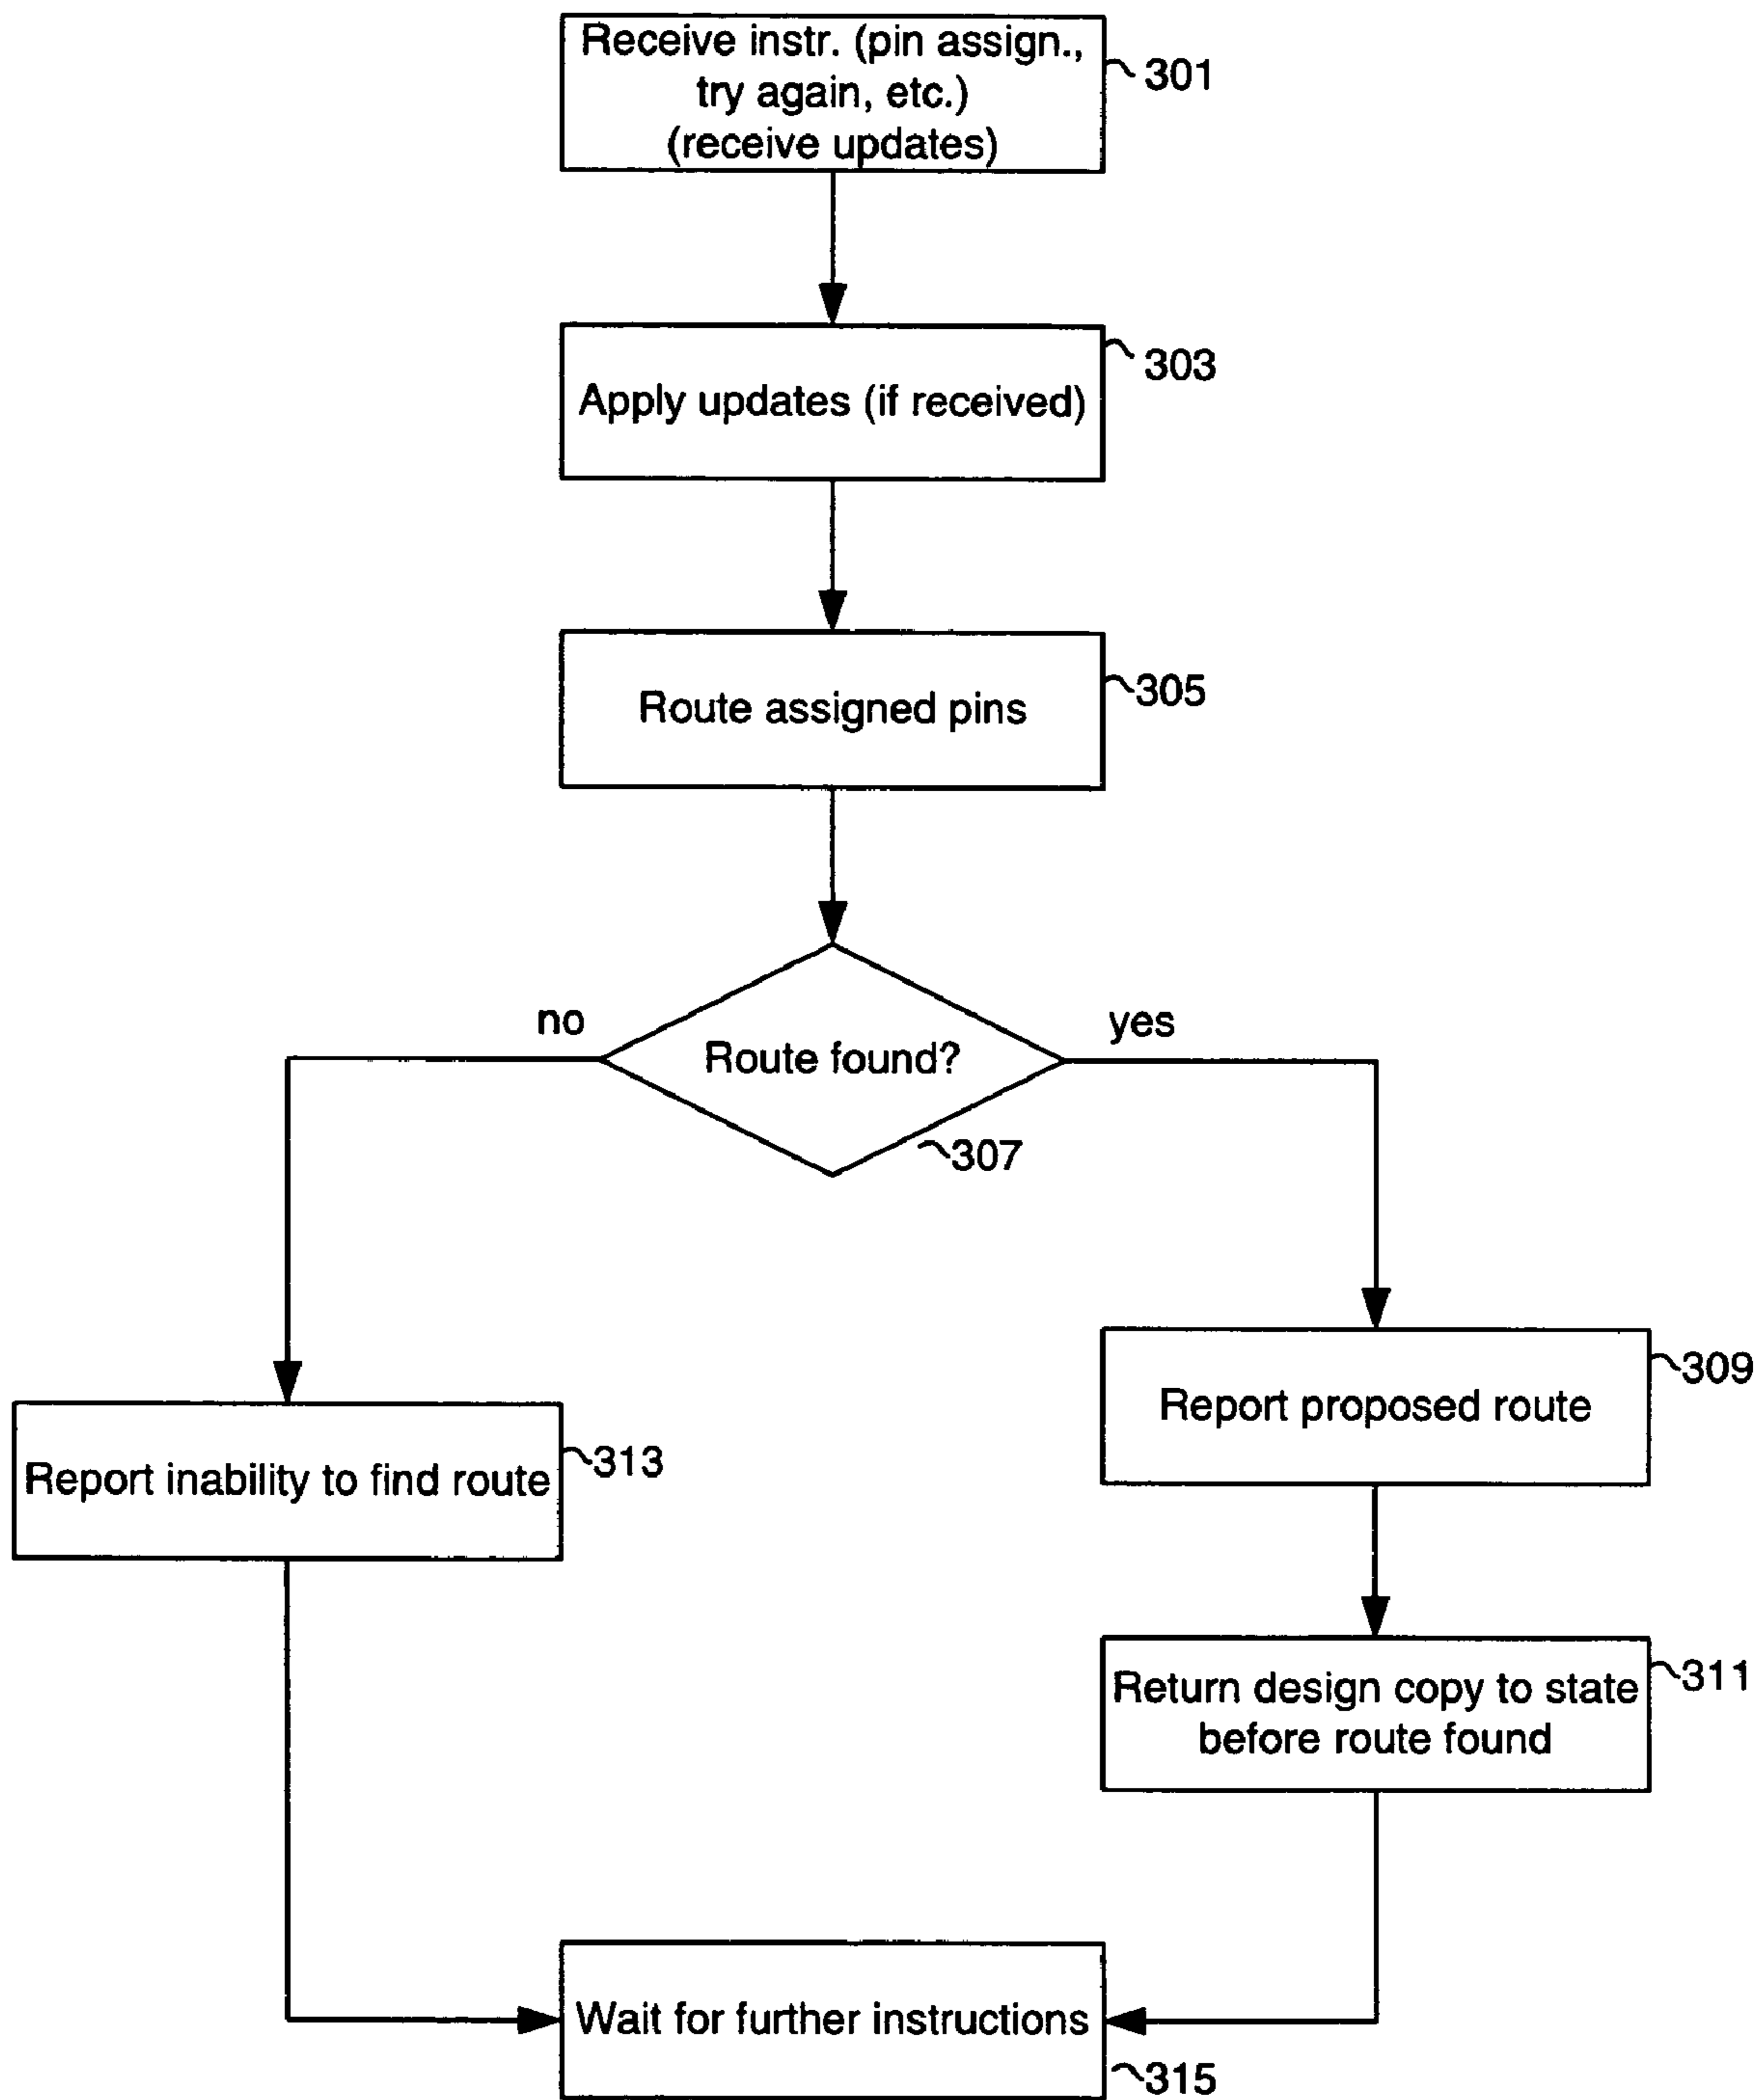 Receive instr. (pin assign.,
try again, etc.)
(receive updates)
301
303
Apply updates (if received)
305
Route assigned pins
no
yes
Route found?
307
309
Report proposed route
313
Report inability to find route
311
Return design copy to state
before route found
Wait for further instructions
315